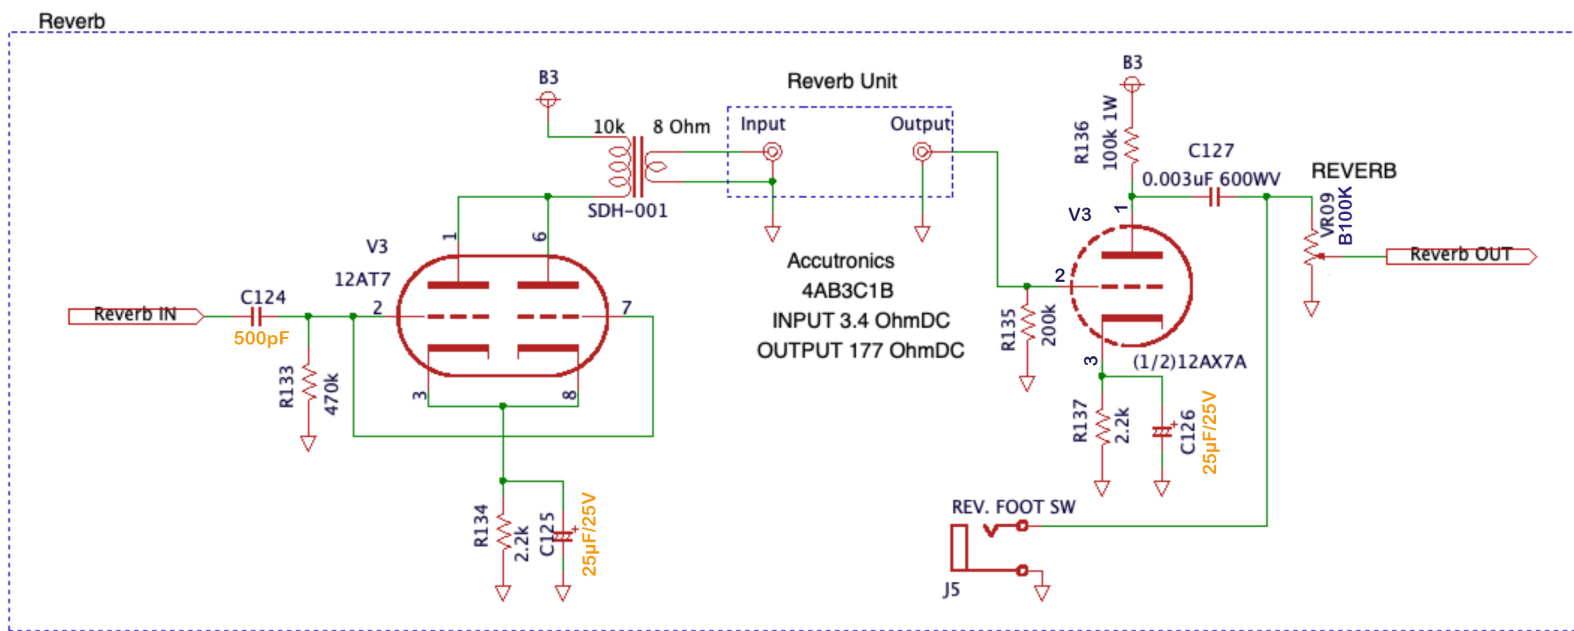 Reverb
B3
10k
8 Ohm
SDH-001
Reverb Unit
Input
Output
B3
R136
100k 1W
C127
0.003uF 600WV
REVERB
VR09
B100K
Reverb OUT
V3
12AT7
1
6
Reverb IN
C124
500pF
2
7
R133
470k
3
8
Accutronics
4AB3C1B
INPUT 3.4 OhmDC
OUTPUT 177 OhmDC
V3
1
2
R135
200k
3
(1/2)12AX7A
R137
2.2k
+
C126
25µF/25V
R134
2.2k
C125
+
25µF/25V
REV. FOOT SW
J5